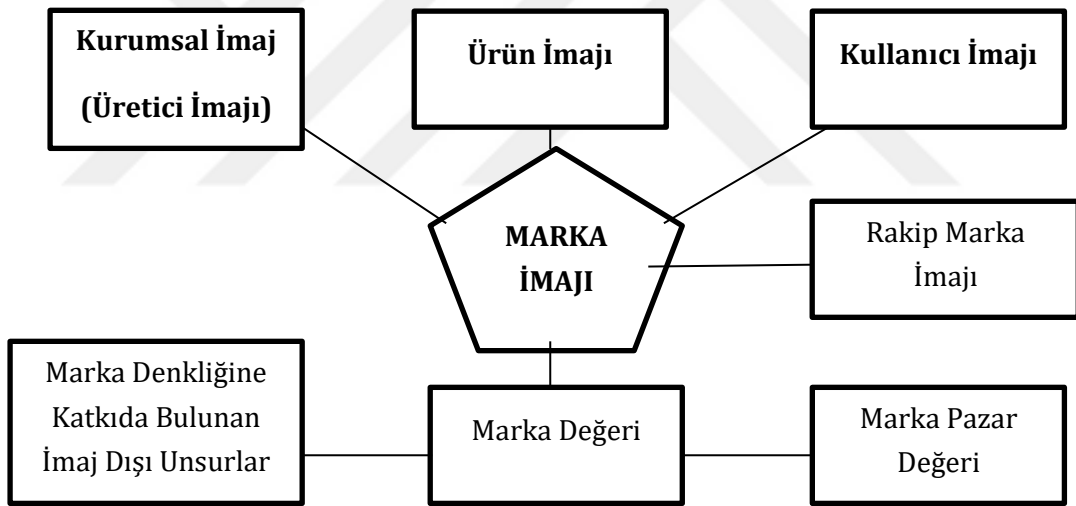 Kurumsal İmaj
(Üretici İmajı)
Ürün İmajı
Kullanıcı İmajı
MARKA
İMAJI
Rakip Marka
İmajı
Marka Denkliğine
Katkıda Bulunan
İmaj Dışı Unsurlar
Marka Değeri
Marka Pazar
Değeri